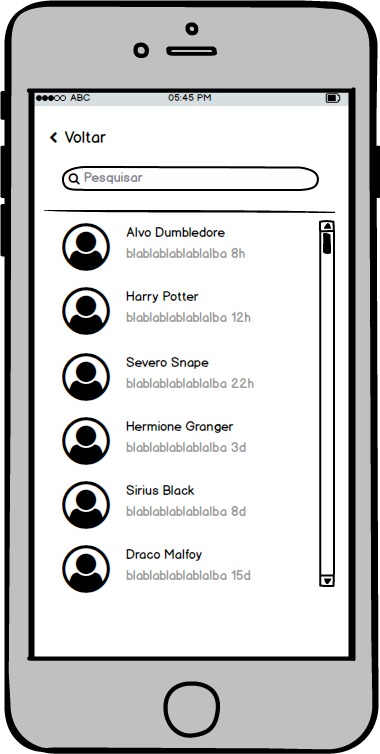 ABC 05:45 PM
Voltar
Pesquisar
Alvo Dumbledore
blablablablablalba 8h
Harry Potter
blablablablablalba 12h
Severo Snape
blablablablablalba 22h
Hermione Granger
blablablablablalba 3d
Sirius Black
blablablablablalba 8d
Draco Malfoy
blablablablablalba 15d